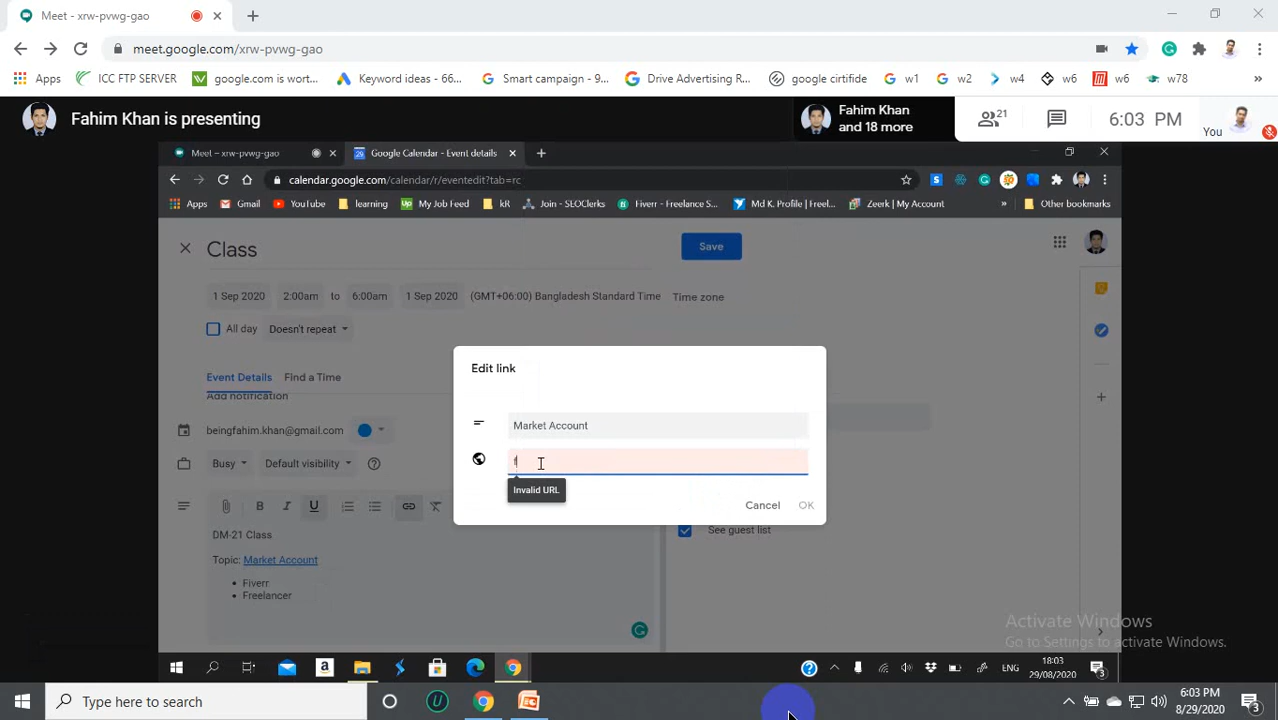 Meet - xrw-pvwg-gao
meet.google.com/xrw-pvwg-gao
Apps ICC FTP SERVER google.com is wort... Keyword ideas - 66... Smart campaign - 9... Drive Advertising R... google certifide w1 w2 w4 w6 w6 w78 »
Fahim Khan is presenting
Fahim Khan
and 18 more
21
6:03 PM
You
Meet – xrw-pvwg-gao
Google Calendar - Event details
calendar.google.com/calendar/r/eventedit?tab=rc
Apps Gmail YouTube learning Up My Job Feed kR Join - SEOClerks Fiverr - Freelance S... Md K. Profile | Freel... Zeerk | My Account » Other bookmarks
Class
Save
1 Sep 2020 2:00am to 6:00am 1 Sep 2020 (GMT+06:00) Bangladesh Standard Time Time zone
All day Doesn't repeat
Event Details Find a Time
Add notification
beingfahim.khan@gmail.com
Busy Default visibility
B I U
DM-21 Class
Topic: Market Account
• Fiverr
• Freelancer
Edit link
Market Account
f
Invalid URL
Cancel OK
See guest list
Activate Windows
Go to Settings to activate Windows.
ENG
18:03
29/08/2020
3
Type here to search
6:03 PM
8/29/2020
3